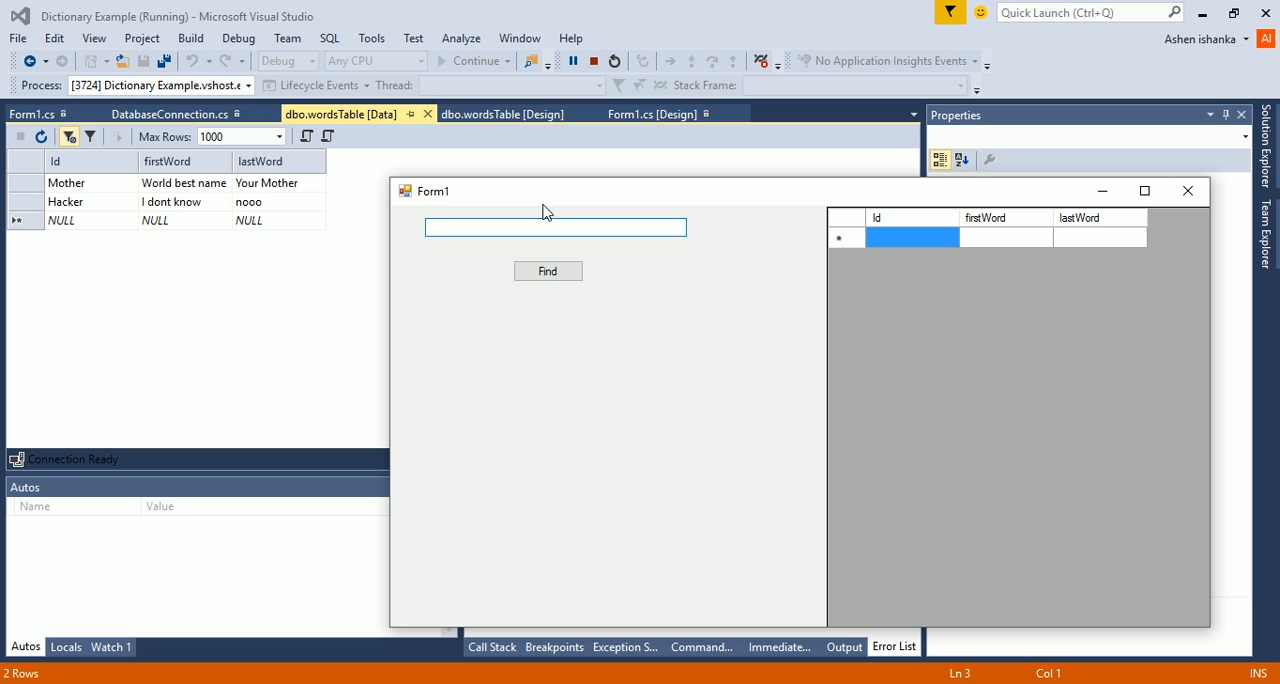 Dictionary Example (Running) - Microsoft Visual Studio
Quick Launch (Ctrl+Q)
File Edit View Project Build Debug Team SQL Tools Test Analyze Window Help
Ashen ishanka AI
Debug Any CPU Continue No Application Insights Events
Process: [3724] Dictionary Example.vshost.e Lifecycle Events Thread: Stack Frame:
Form1.cs DatabaseConnection.cs dbo.wordsTable [Data] dbo.wordsTable [Design] Form1.cs [Design]
Properties
Max Rows: 1000
Id firstWord lastWord
Mother World best name Your Mother
Hacker I dont know nooo
NULL NULL NULL
Form1
Id firstWord lastWord
Find
Connection Ready
Autos
Name Value
Autos Locals Watch 1
Call Stack Breakpoints Exception S... Command... Immediate... Output Error List
Solution Explorer
Team Explorer
2 Rows Ln 3 Col 1 INS